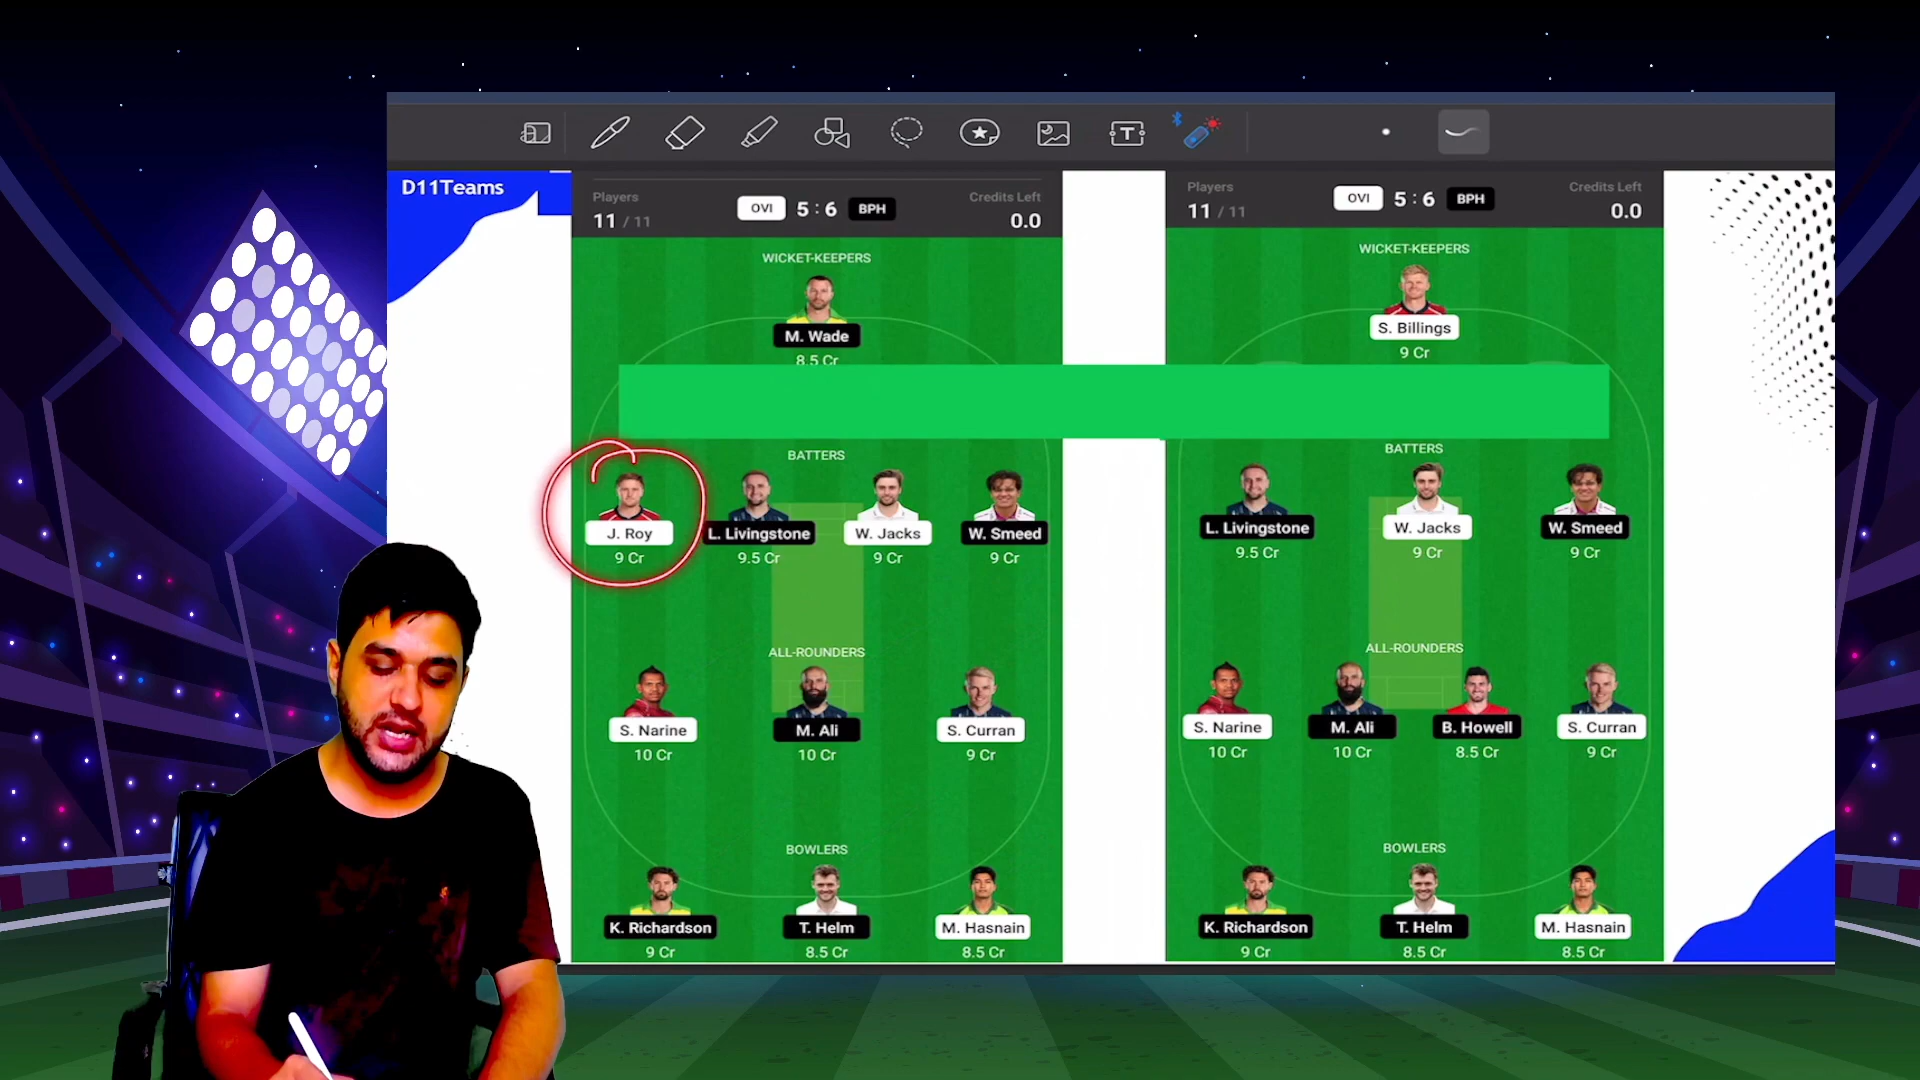 D11Teams
Players
11 / 11
OVI 5 : 6 BPH
Credits Left
0.0
WICKET-KEEPERS
M. Wade
8.5 Cr
BATTERS
J. Roy L. Livingstone W. Jacks W. Smeed
9 Cr 9.5 Cr 9 Cr 9 Cr
ALL-ROUNDERS
S. Narine M. Ali S. Curran
10 Cr 10 Cr 9 Cr
BOWLERS
K. Richardson T. Helm M. Hasnain
9 Cr 8.5 Cr 8.5 Cr
Players
11 / 11
OVI 5 : 6 BPH
Credits Left
0.0
WICKET-KEEPERS
S. Billings
9 Cr
BATTERS
L. Livingstone W. Jacks W. Smeed
9.5 Cr 9 Cr 9 Cr
ALL-ROUNDERS
S. Narine M. Ali B. Howell S. Curran
10 Cr 10 Cr 8.5 Cr 9 Cr
BOWLERS
K. Richardson T. Helm M. Hasnain
9 Cr 8.5 Cr 8.5 Cr